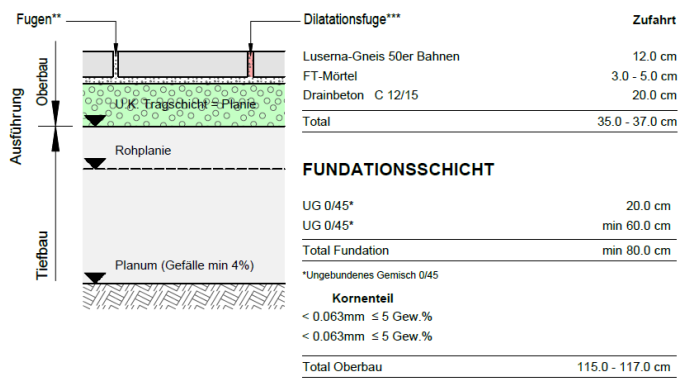 Fugen**
Dilatationsfuge***
Zufahrt
Ausführung
Oberbau
Tiefbau
U.K. Tragschicht = Planie
Rohplanie
Planum (Gefälle min 4%)
Luserna-Gneis 50er Bahnen 12.0 cm
FT-Mörtel 3.0 - 5.0 cm
Drainbeton C 12/15 20.0 cm
Total 35.0 - 37.0 cm
FUNDATIONSSCHICHT
UG 0/45* 20.0 cm
UG 0/45* min 60.0 cm
Total Fundation min 80.0 cm
*Ungebundenes Gemisch 0/45
Kornenteil
< 0.063mm ≤ 5 Gew.%
< 0.063mm ≤ 5 Gew.%
Total Oberbau 115.0 - 117.0 cm